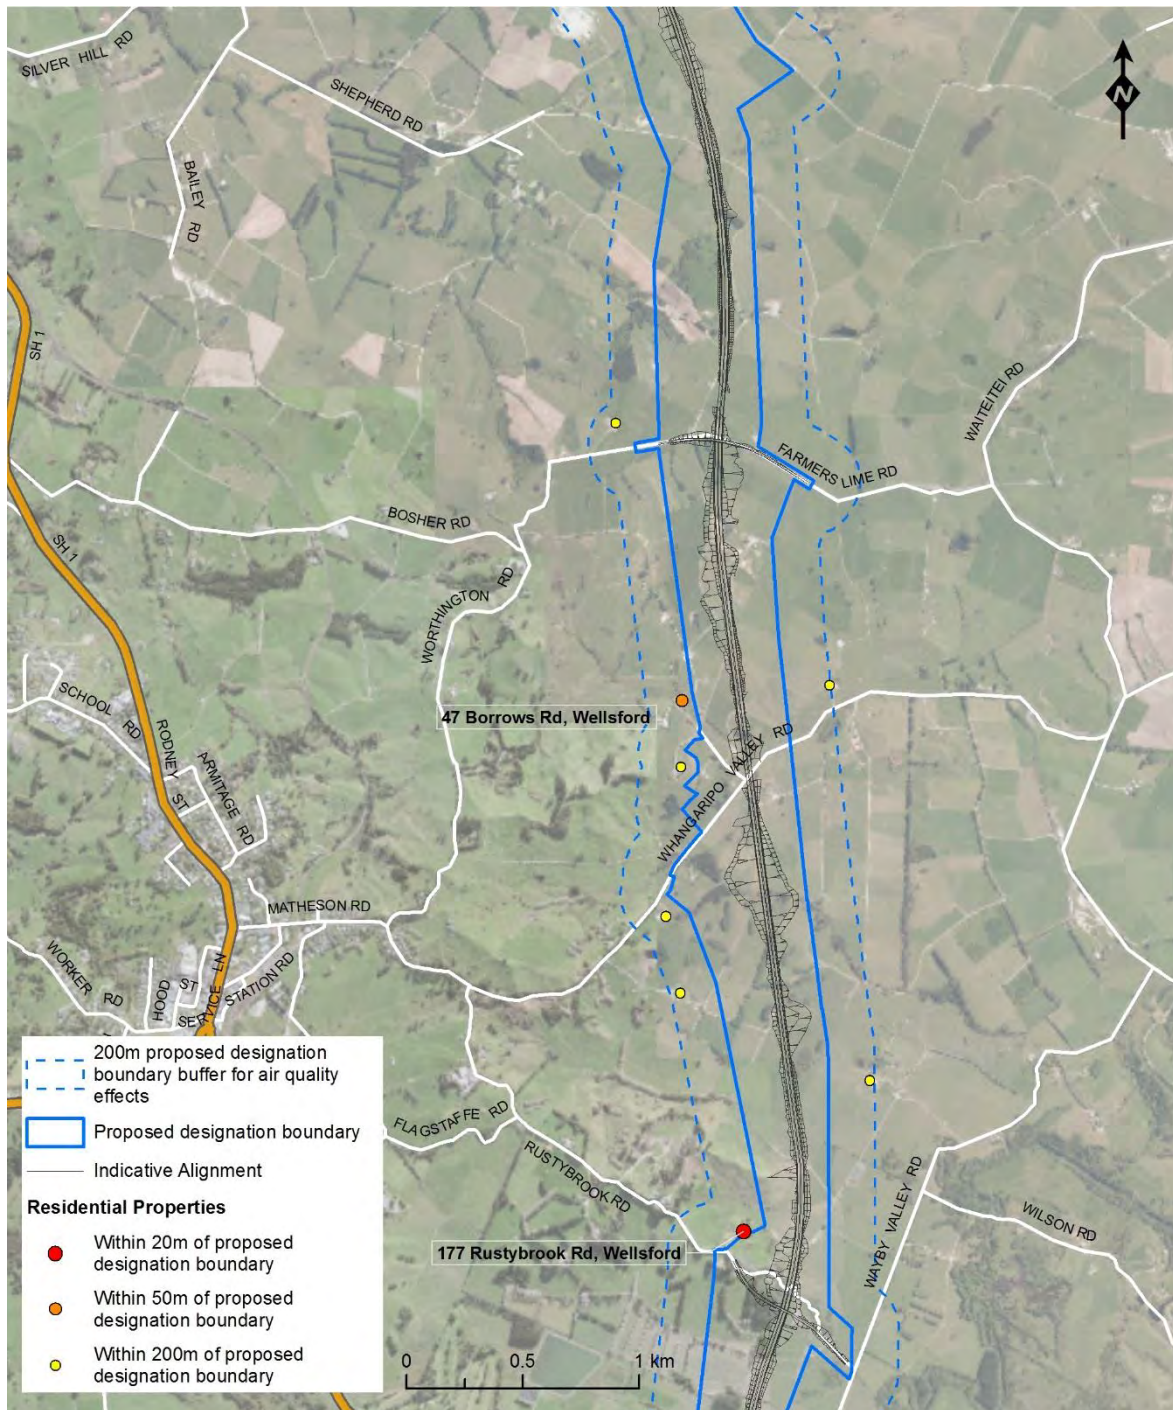 SILVER HILL RD
SHEPHERD RD
N
BAILEY RD
SH 1
WAITEITEI RD
FARMERS LIME RD
BOSHER RD
SH 1
WORTHINGTON RD
SCHOOL RD
RODNEY ST
ARMITAGE RD
47 Borrows Rd, Wellsford
WHANGARIPO VALLEY RD
MATHESON RD
WORKER RD
HOOD ST
SERVICE LN
STATION RD
FLAGSTAFFE RD
RUSTYBROOK RD
WAYBY VALLEY RD
WILSON RD
177 Rustybrook Rd, Wellsford
200m proposed designation
boundary buffer for air quality
effects
Proposed designation boundary
Indicative Alignment
Residential Properties
Within 20m of proposed
designation boundary
Within 50m of proposed
designation boundary
Within 200m of proposed
designation boundary
0 0.5 1 km